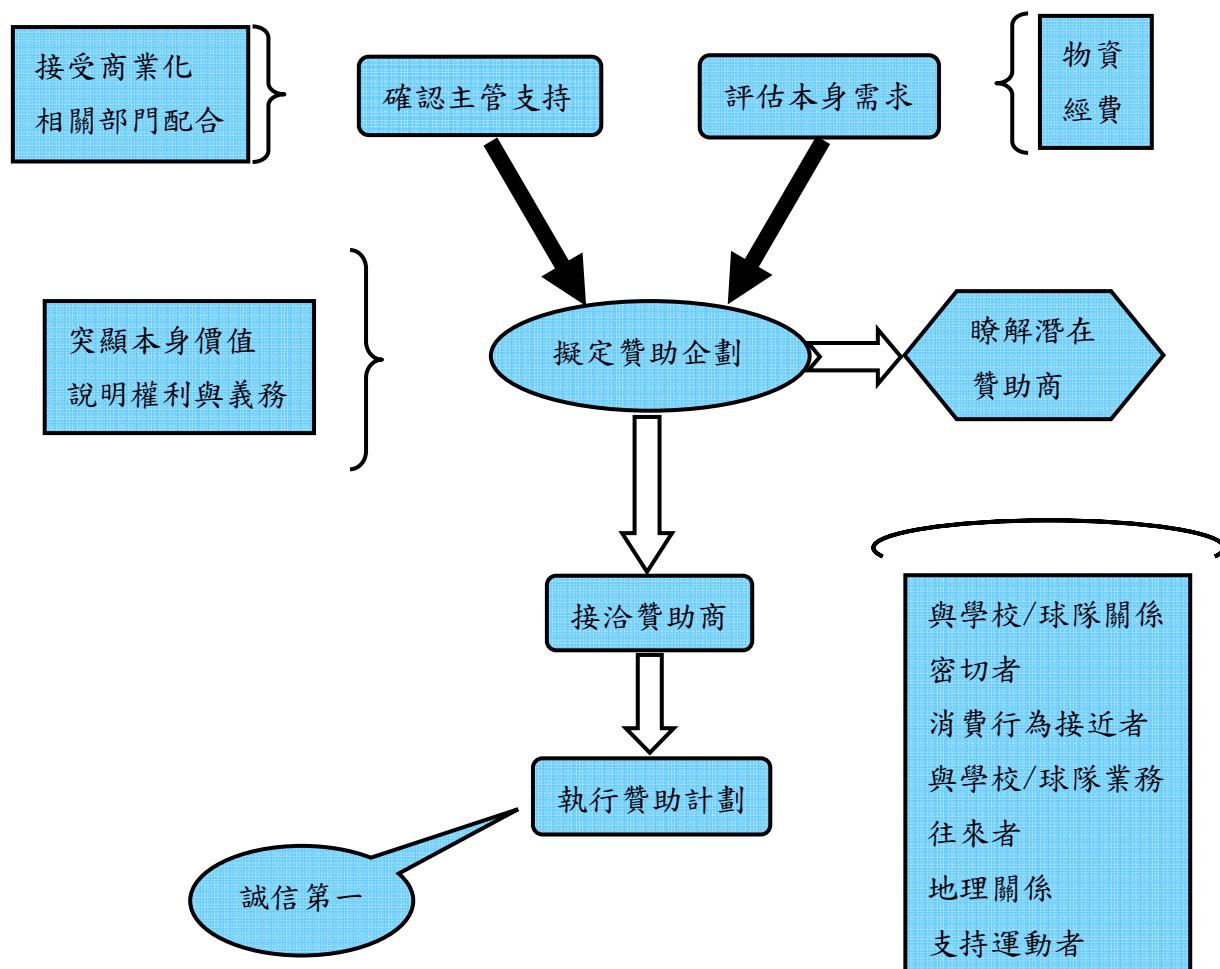 接受商業化
相關部門配合
確認主管支持
評估本身需求
物資
經費
突顯本身價值
說明權利與義務
擬定贊助企劃
瞭解潛在
贊助商
接洽贊助商
與學校/球隊關係
密切者
消費行為接近者
與學校/球隊業務
往來者
地理關係
支持運動者
執行贊助計劃
誠信第一